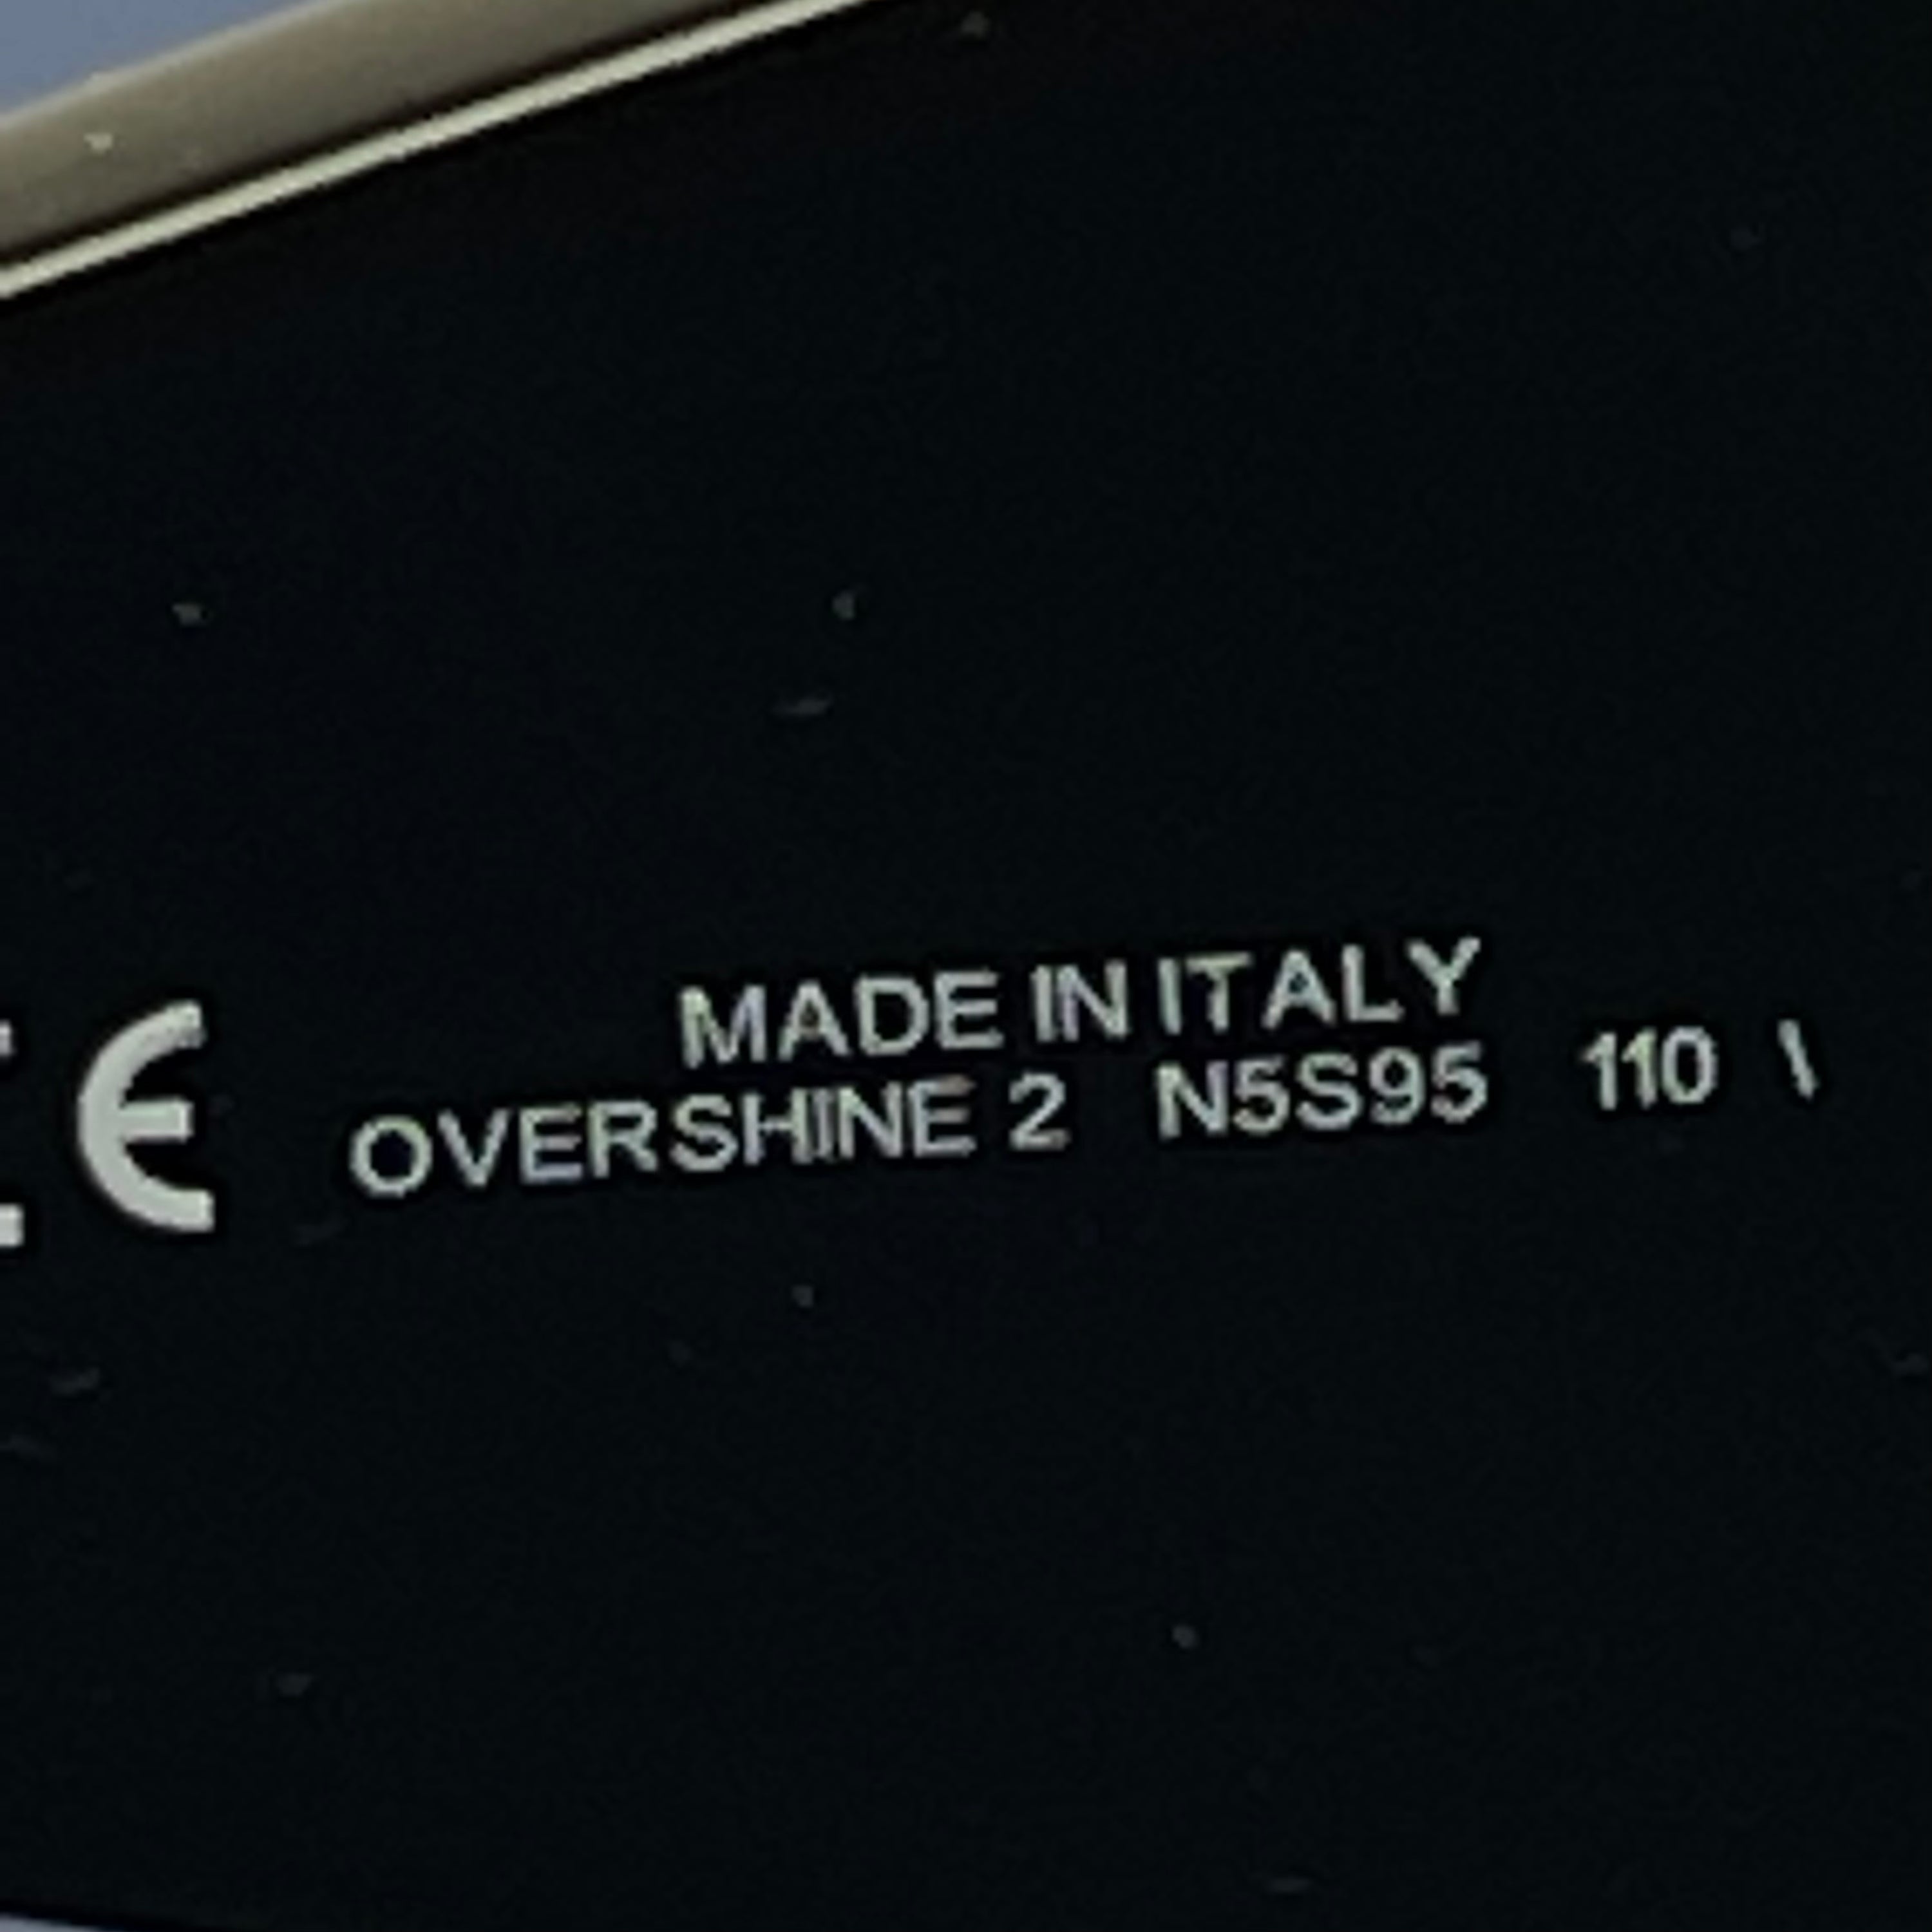 MADE IN ITALY
CE OVERSHINE 2 N5S95 110